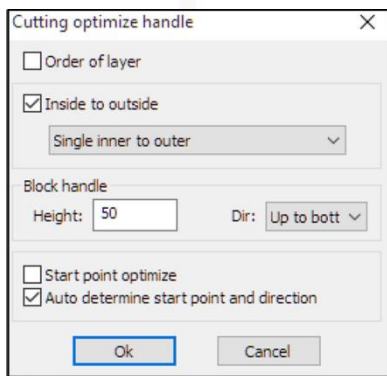 Cutting optimize handle
Order of layer
Inside to outside
Single inner to outer
Block handle
Height: 50 Dir: Up to bott
Start point optimize
Auto determine start point and direction
Ok Cancel